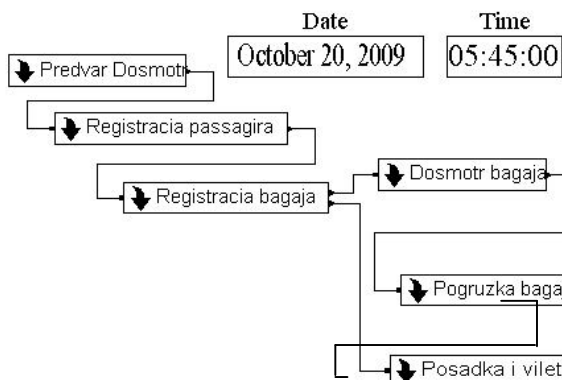 Date Time
October 20, 2009 05:45:00
Predvar Dosmotr
Registracia passagira
Registracia bagaja
Dosmotr bagaja
Pogruzka bagaj
Posadka i vilet